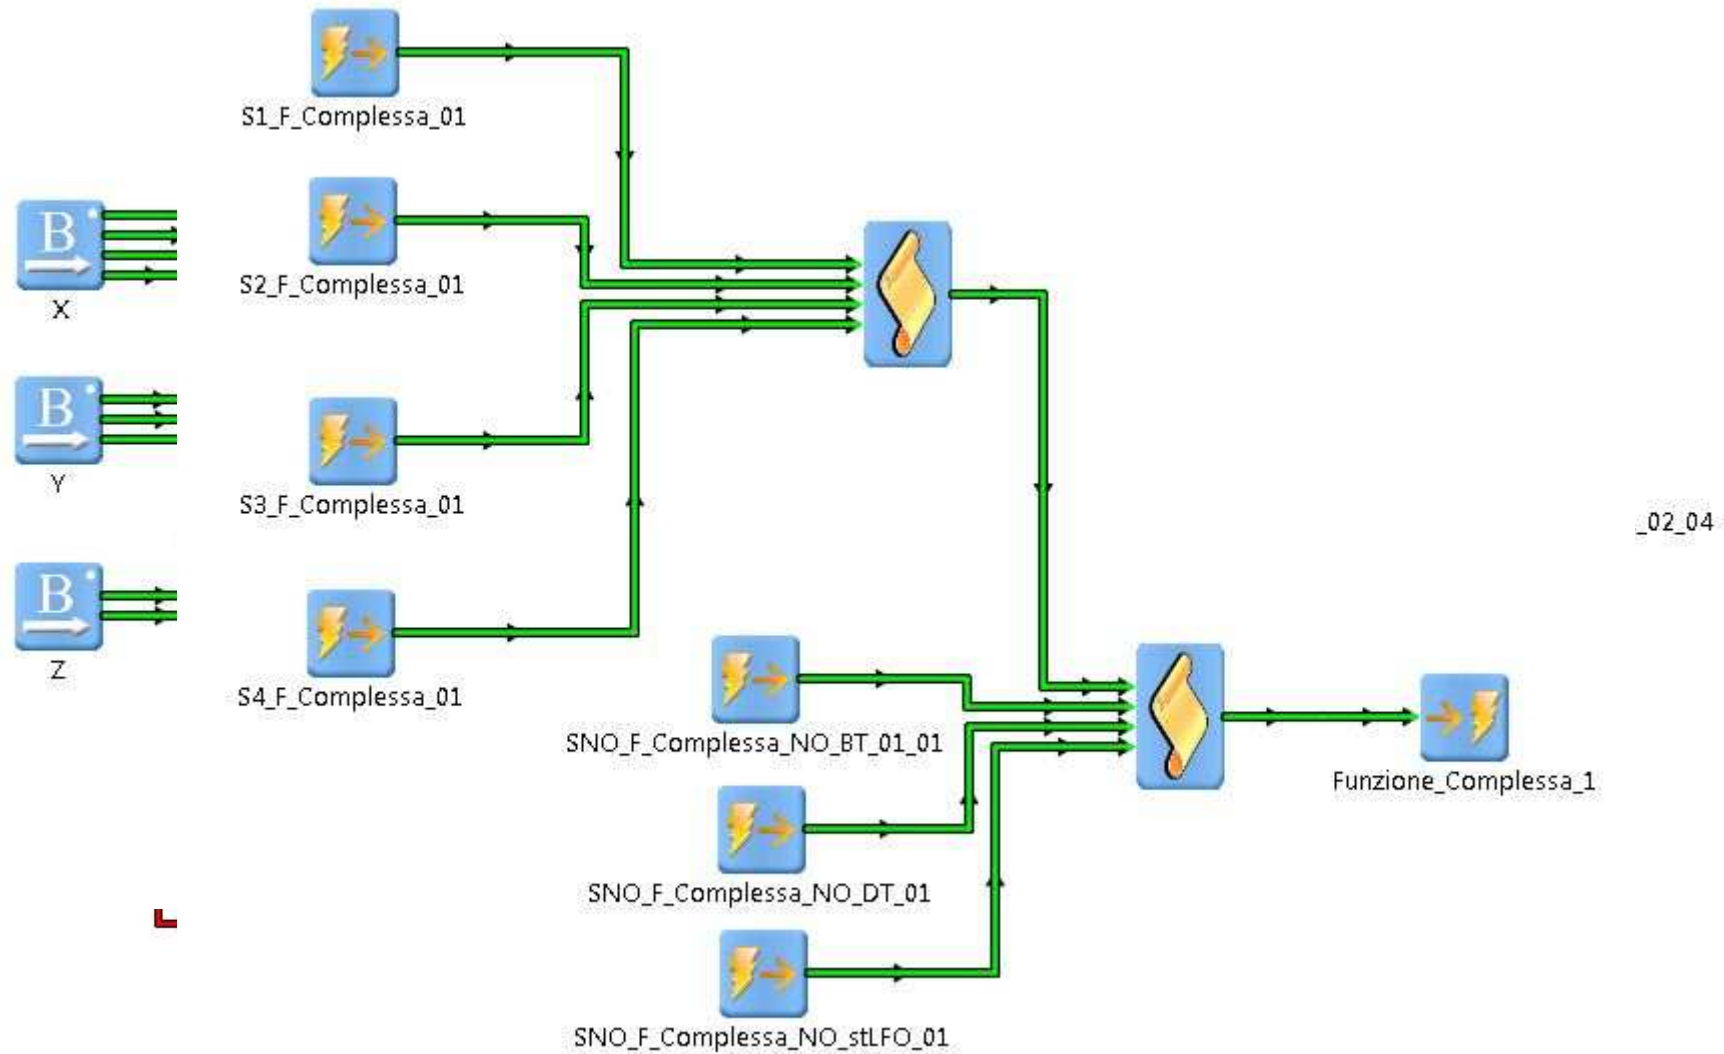 S1_F_Complessa_01
B
X
S2_F_Complessa_01
B
Y
S3_F_Complessa_01
_02_04
B
Z
S4_F_Complessa_01
SNO_F_Complessa_NO_BT_01_01
Funzione_Complessa_1
SNO_F_Complessa_NO_DT_01
SNO_F_Complessa_NO_stLFO_01